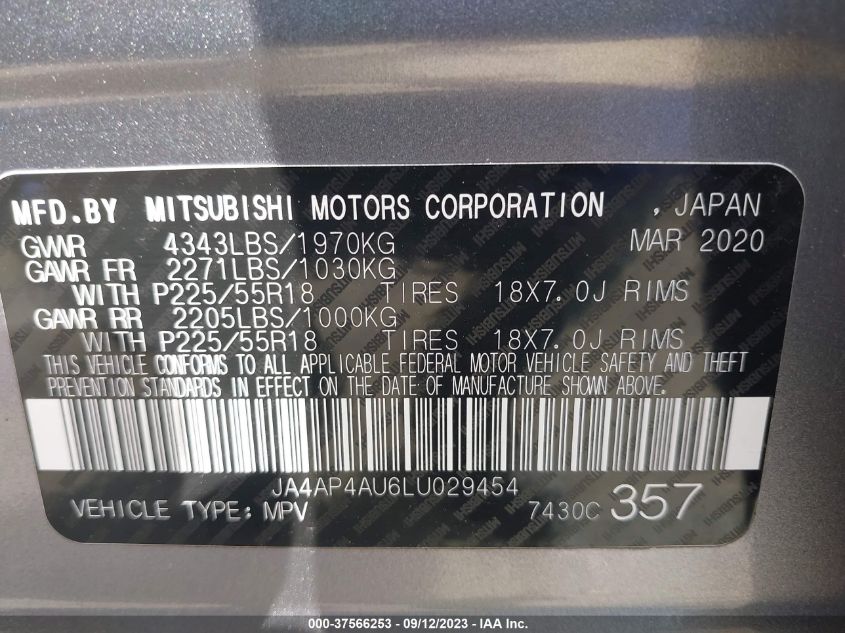 MFD.BY MITSUBISHI MOTORS CORPORATION , JAPAN
GVWR 4343LBS/1970KG MAR 2020
GAWR FR 2271LBS/1030KG
WITH P225/55R18 TIRES 18X7.0J RIMS
GAWR RR 2205LBS/1000KG
WITH P225/55R18 TIRES 18X7.0J RIMS
THIS VEHICLE CONFORMS TO ALL APPLICABLE FEDERAL MOTOR VEHICLE SAFETY AND THEFT
PREVENTION STANDARDS IN EFFECT ON THE DATE OF MANUFACTURE SHOWN ABOVE.
JA4AP4AU6LU029454
VEHICLE TYPE: MPV 7430C 357
000-37566253 - 09/12/2023 - IAA Inc.